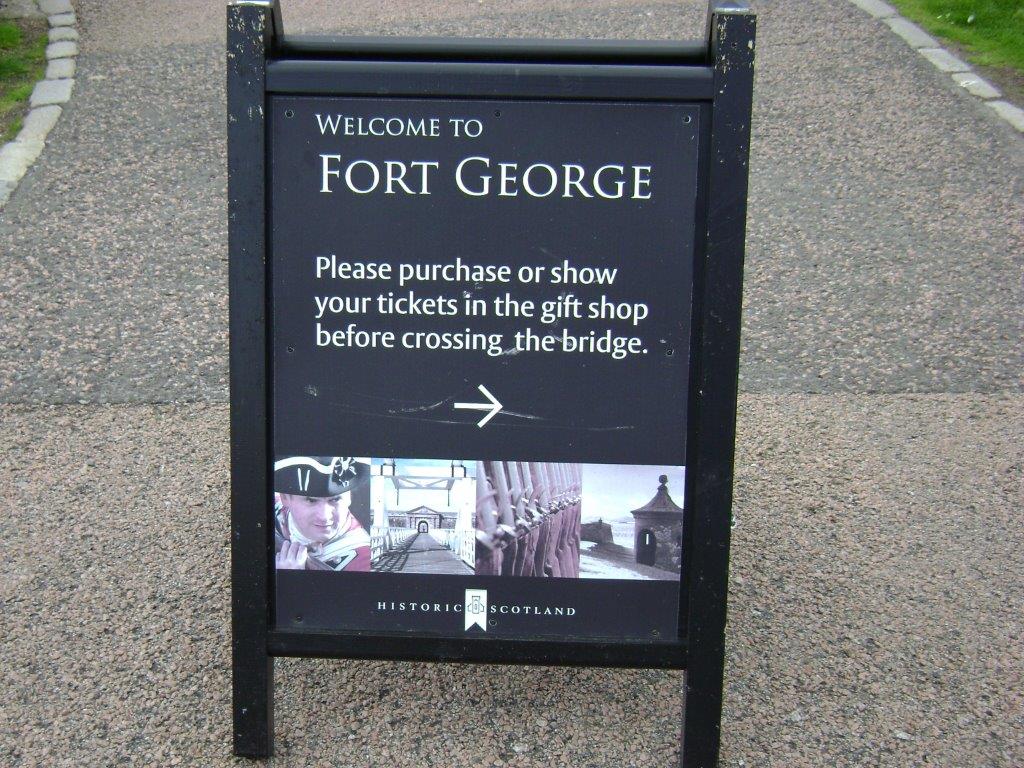 WELCOME TO
FORT GEORGE
Please purchase or show
your tickets in the gift shop
before crossing the bridge.
HISTORIC SCOTLAND